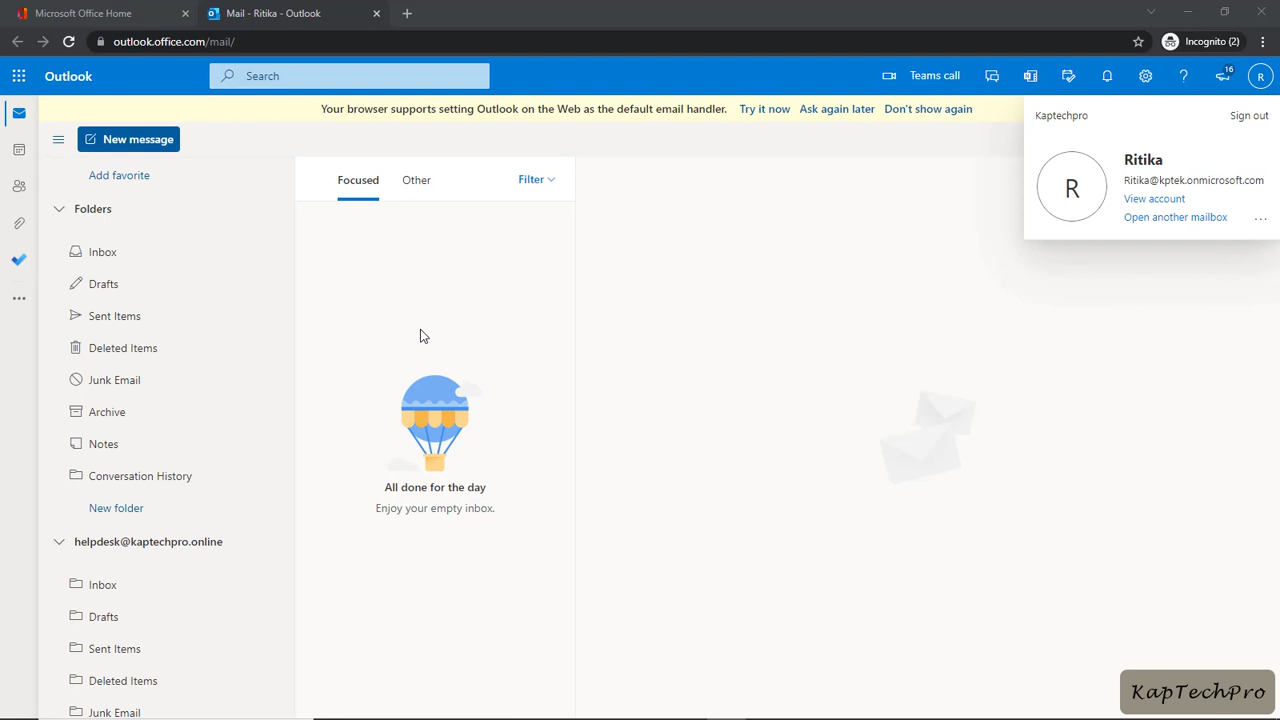 Microsoft Office Home
Mail - Ritika - Outlook
outlook.office.com/mail/
Incognito (2)
Outlook
Search
Teams call
16
R
Your browser supports setting Outlook on the Web as the default email handler. Try it now Ask again later Don't show again
Kaptechpro
Sign out
R
Ritika
Ritika@kptek.onmicrosoft.com
View account
Open another mailbox
New message
Add favorite
Folders
Inbox
Drafts
Sent Items
Deleted Items
Junk Email
Archive
Notes
Conversation History
New folder
helpdesk@kaptechpro.online
Inbox
Drafts
Sent Items
Deleted Items
Junk Email
Focused
Other
Filter
All done for the day
Enjoy your empty inbox.
KapTechPro